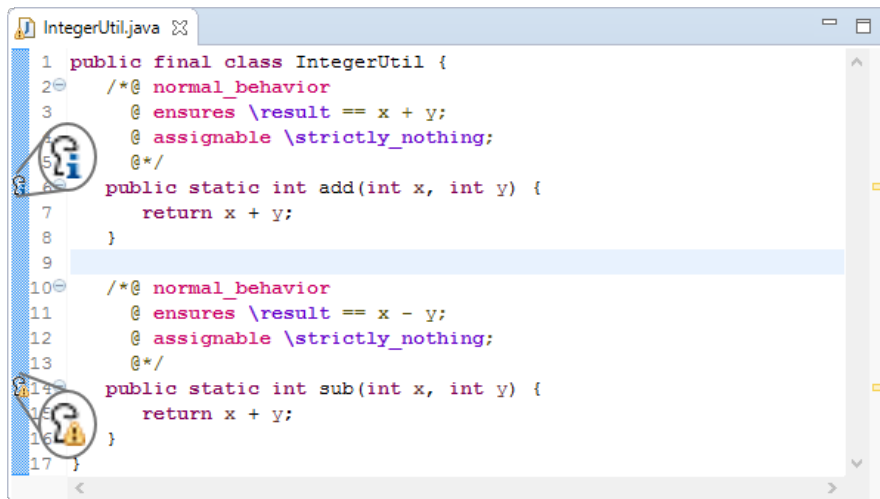 IntegerUtil.java
1 public final class IntegerUtil {
2 /*@ normal_behavior
3 @ ensures \result == x + y;
4 @ assignable \strictly_nothing;
5 @*/
6 public static int add(int x, int y) {
7 return x + y;
8 }
9
10 /*@ normal_behavior
11 @ ensures \result == x - y;
12 @ assignable \strictly_nothing;
13 @*/
14 public static int sub(int x, int y) {
15 return x + y;
16 }
17 }